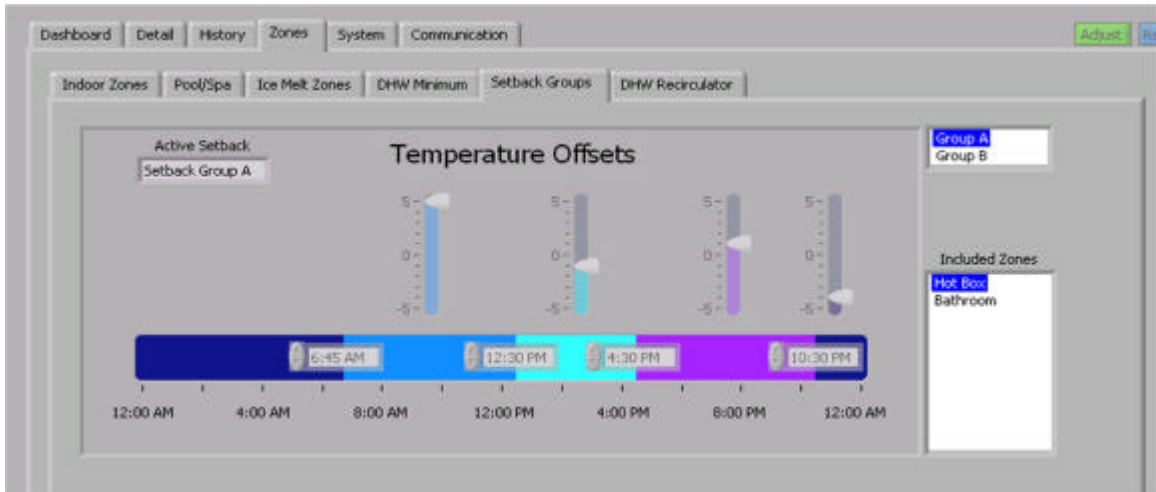 Dashboard Detail History Zones System Communication Adjust
Indoor Zones Pool/Spa Ice Melt Zones DHW Minimum Setback Groups DHW Recirculator
Active Setback
Setback Group A
Temperature Offsets
Group A
Group B
5 5 5 5
0 0 0 0
-5 -5 -5 -5
Included Zones
Hot Box
Bathroom
6:45 AM 12:30 PM 4:30 PM 10:30 PM
12:00 AM 4:00 AM 8:00 AM 12:00 PM 4:00 PM 8:00 PM 12:00 AM